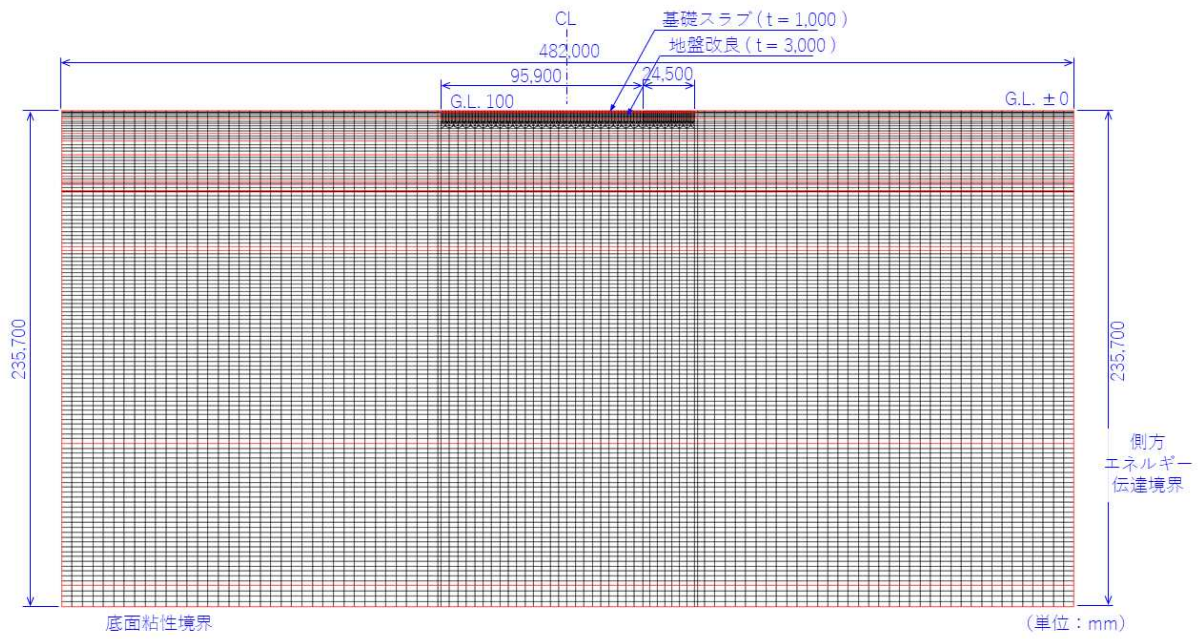 CL
基礎スラブ(t=1,000)
地盤改良(t=3,000)
482,000
95,900
24,500
G.L. 100
G.L. ±0
235,700
235,700
側方
エネルギー
伝達境界
底面粘性境界
(単位:mm)